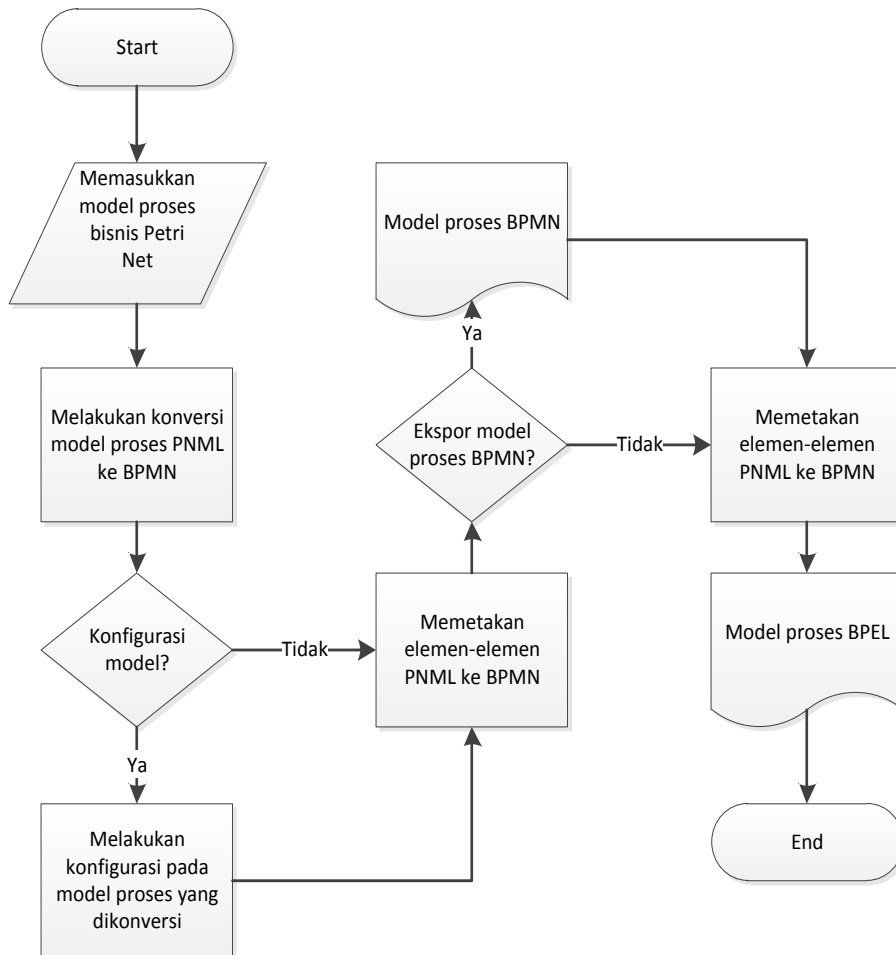 Start
Memasukkan
model proses
bisnis Petri
Net
Melakukan konversi
model proses PNML
ke BPMN
Konfigurasi
model?
Tidak
Ya
Melakukan
konfigurasi pada
model proses yang
dikonversi
Memetakan
elemen-elemen
PNML ke BPMN
Ekspor model
proses BPMN?
Ya
Tidak
Model proses BPMN
Memetakan
elemen-elemen
PNML ke BPMN
Model proses BPEL
End